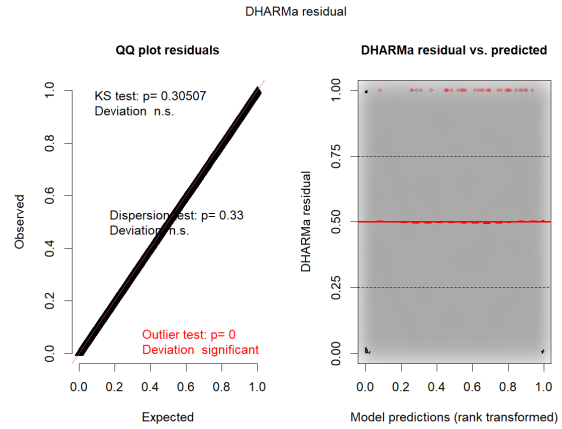 DHARMa residual
QQ plot residuals
KS test: p= 0.30507
Deviation n.s.
Dispersion test: p= 0.33
Deviation n.s.
Outlier test: p= 0
Deviation significant
Observed
0.0 0.2 0.4 0.6 0.8 1.0
0.0 0.2 0.4 0.6 0.8 1.0
Expected
DHARMa residual vs. predicted
DHARMa residual
0.00 0.25 0.50 0.75 1.00
0.0 0.2 0.4 0.6 0.8 1.0
Model predictions (rank transformed)